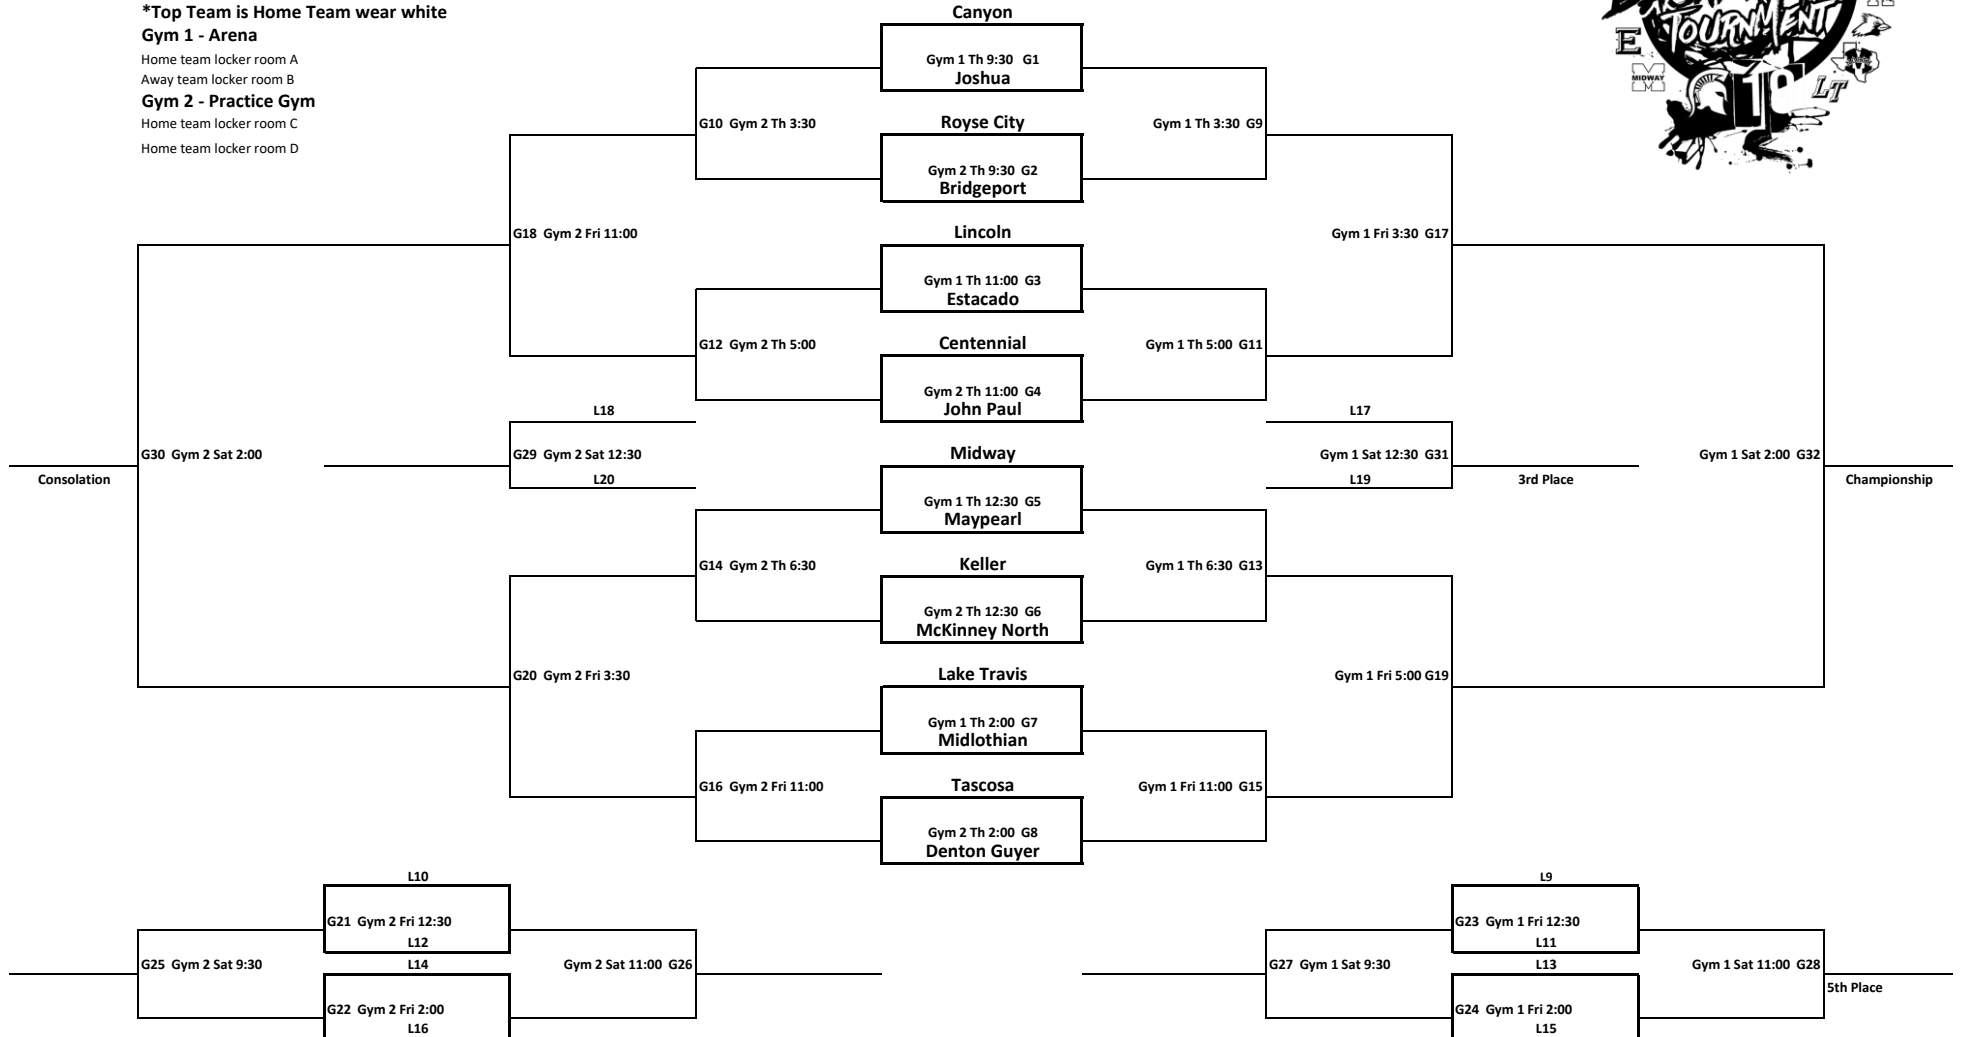 *Top Team is Home Team wear white
Gym 1 - Arena
Home team locker room A
Away team locker room B
Gym 2 - Practice Gym
Home team locker room C
Home team locker room D
TOURNMENT
E
MIDWAY
M
LT
Canyon
Gym 1 Th 9:30 G1
Joshua
G10 Gym 2 Th 3:30
Royse City
Gym 1 Th 3:30 G9
Gym 2 Th 9:30 G2
Bridgeport
G18 Gym 2 Fri 11:00
Lincoln
Gym 1 Fri 3:30 G17
Gym 1 Th 11:00 G3
Estacado
G12 Gym 2 Th 5:00
Centennial
Gym 1 Th 5:00 G11
Gym 2 Th 11:00 G4
John Paul
L18
L17
G30 Gym 2 Sat 2:00
G29 Gym 2 Sat 12:30
Midway
Gym 1 Sat 12:30 G31
Gym 1 Sat 2:00 G32
Consolation
L20
L19
3rd Place
Championship
Gym 1 Th 12:30 G5
Maypearl
G14 Gym 2 Th 6:30
Keller
Gym 1 Th 6:30 G13
Gym 2 Th 12:30 G6
McKinney North
G20 Gym 2 Fri 3:30
Lake Travis
Gym 1 Fri 5:00 G19
Gym 1 Th 2:00 G7
Midlothian
G16 Gym 2 Fri 11:00
Tascosa
Gym 1 Fri 11:00 G15
Gym 2 Th 2:00 G8
Denton Guyer
L10
L9
G21 Gym 2 Fri 12:30
G23 Gym 1 Fri 12:30
L12
L11
G25 Gym 2 Sat 9:30
L14
Gym 2 Sat 11:00 G26
G27 Gym 1 Sat 9:30
L13
Gym 1 Sat 11:00 G28
5th Place
G22 Gym 2 Fri 2:00
G24 Gym 1 Fri 2:00
L16
L15